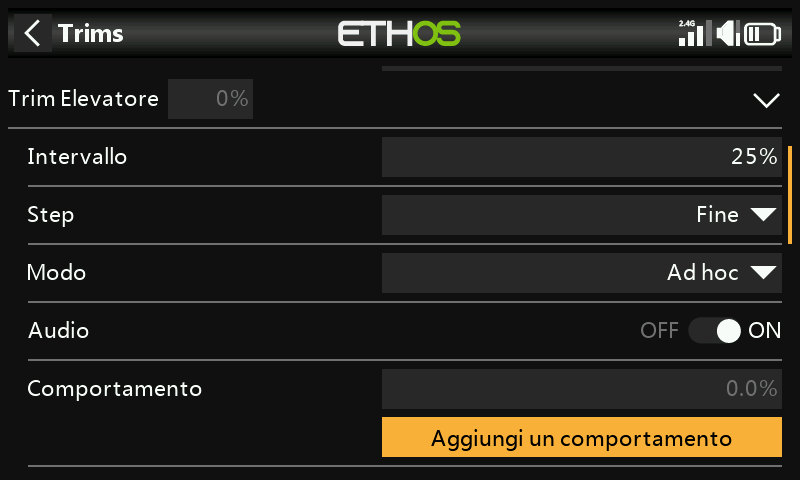 Trims
ETHOS
2.4G
Trim Elevatore 0%
Intervallo 25%
Step Fine
Modo Ad hoc
Audio OFF ON
Comportamento 0.0%
Aggiungi un comportamento